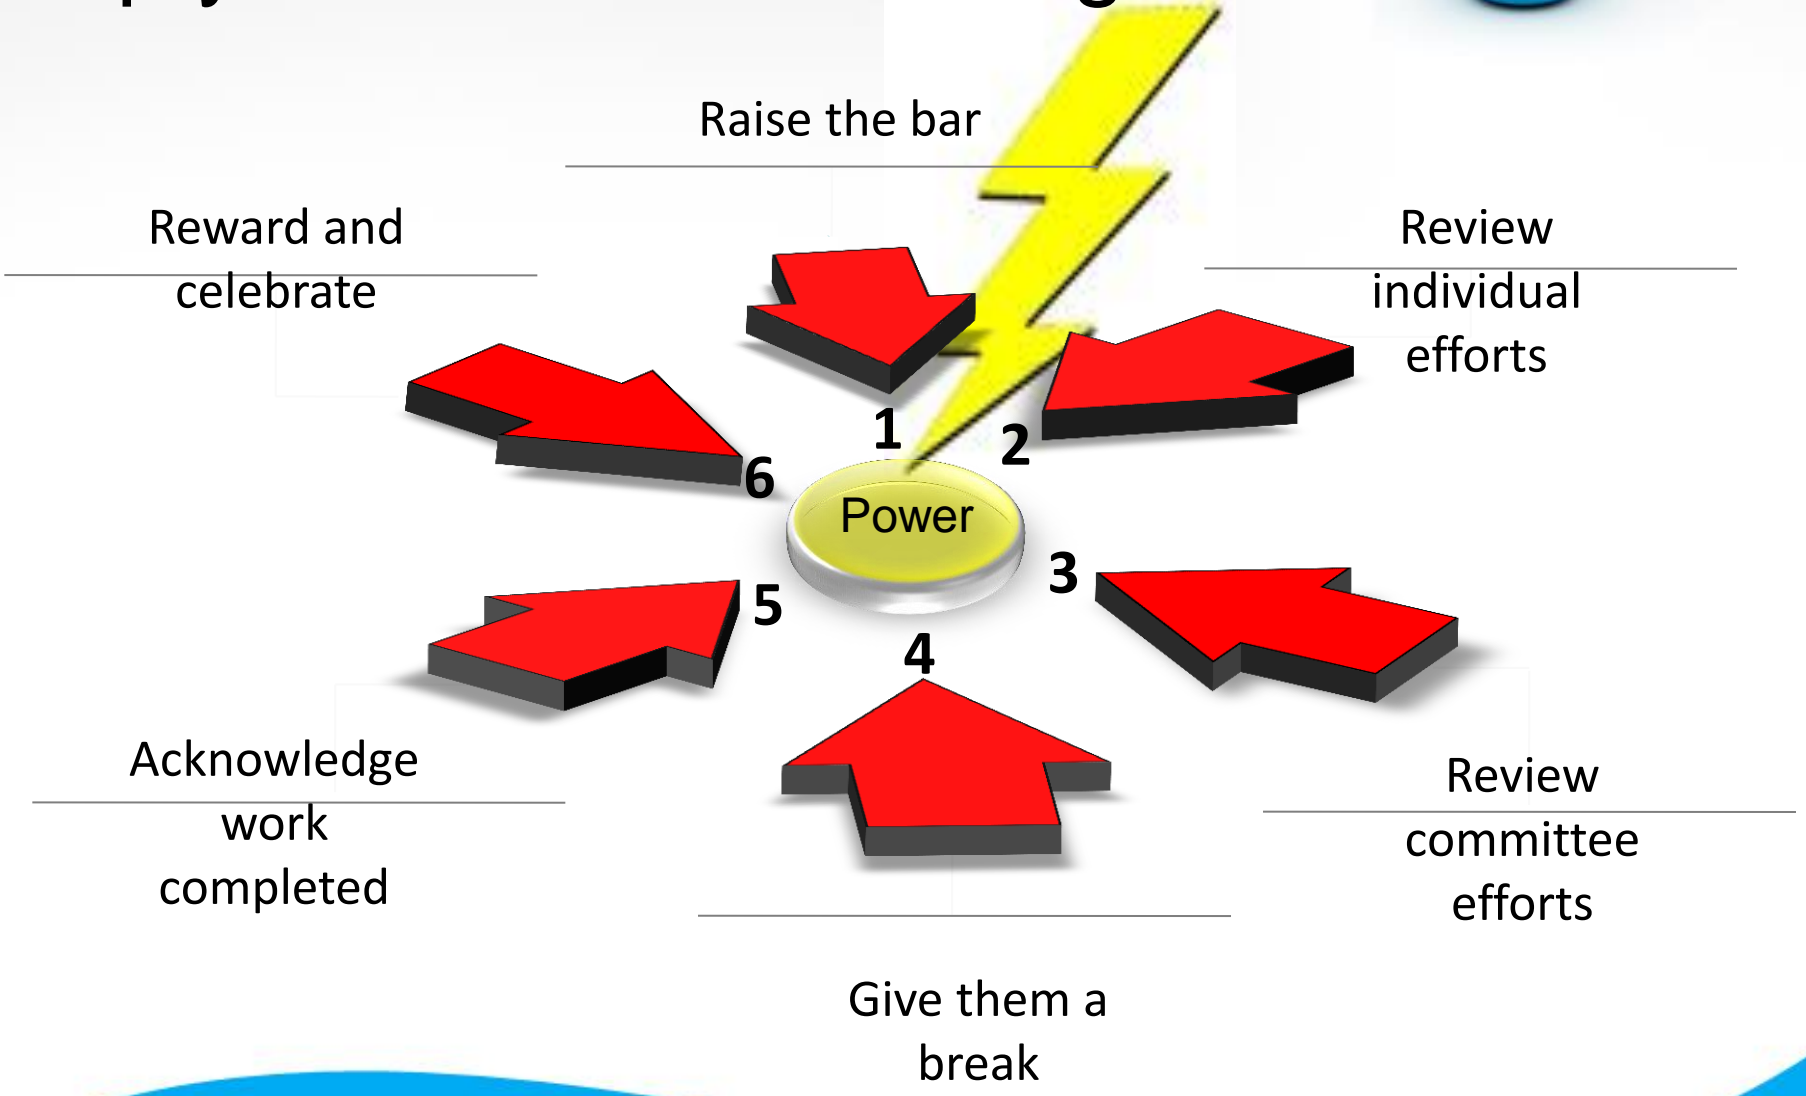 Raise the bar
Reward and
celebrate
Review
individual
efforts
1
2
6
Power
3
5
4
Acknowledge
work
completed
Review
committee
efforts
Give them a
break